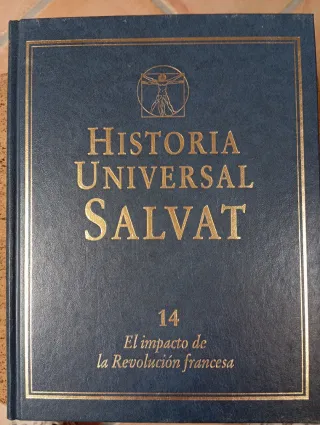 HISTORIA
UNIVERSAL
SALVAT
14
El impacto de
la Revolución francesa